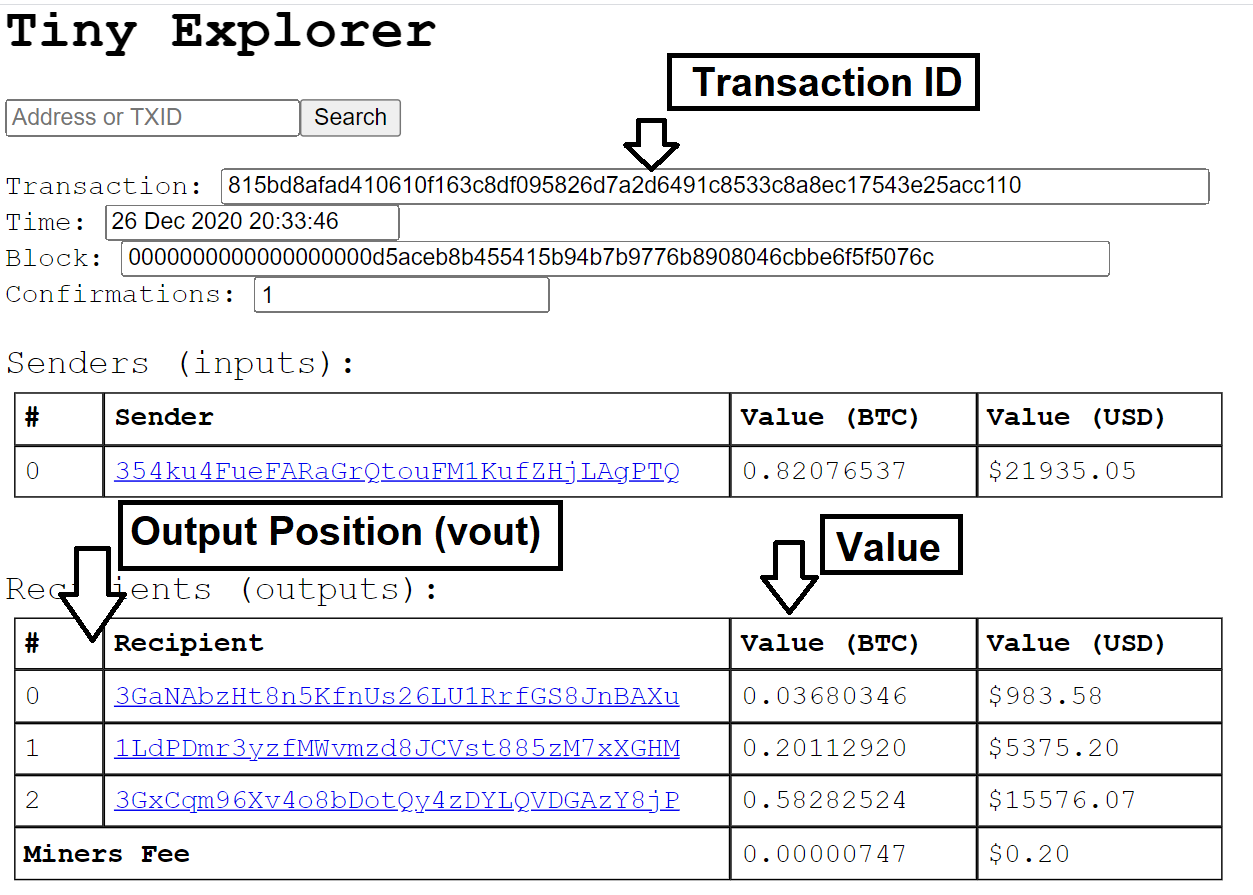 Tiny Explorer
Transaction ID
Address or TXID Search
Transaction: 815bd8afad410610f163c8df095826d7a2d6491c8533c8a8ec17543e25acc110
Time: 26 Dec 2020 20:33:46
Block: 0000000000000000000d5aceb8b455415b94b7b9776b8908046cbbe6f5f5076c
Confirmations: 1
Senders (inputs):
# Sender Value (BTC) Value (USD)
0 354ku4FueFARaGrQtouFM1KufZHjLAgPTQ 0.82076537 $21935.05
Output Position (vout)
Value
Recipients (outputs):
# Recipient Value (BTC) Value (USD)
0 3GaNAbzHt8n5KfnUs26LU1RrfGS8JnBAXu 0.03680346 $983.58
1 1LdPDmr3yzfMWvmzd8JCVst885zM7xXGHM 0.20112920 $5375.20
2 3GxCqm96Xv4o8bDotQy4zDYLQVDGAzY8jP 0.58282524 $15576.07
Miners Fee 0.00000747 $0.20